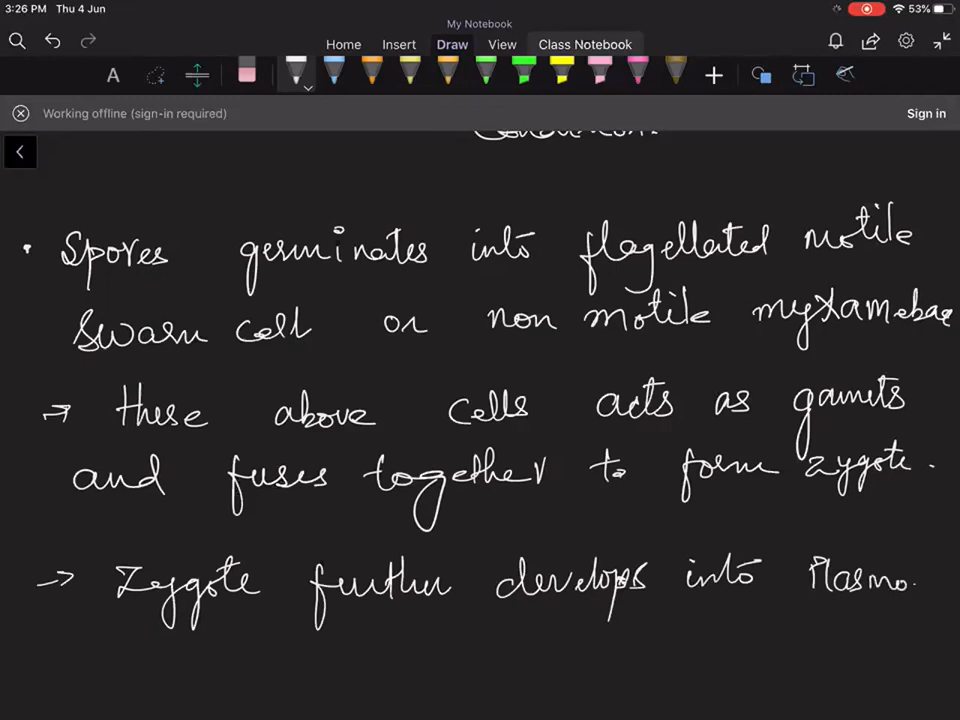 3:26 PM Thu 4 Jun 53%
My Notebook
Home Insert Draw View Class Notebook
A
Working offline (sign-in required) Sign in
• Spores germinates into flagellated motile
Swarm cell or non motile myxamebae
→ these above cells acts as gamets
and fuses together to form zygote.
→ Zygote further develops into Plasmo.